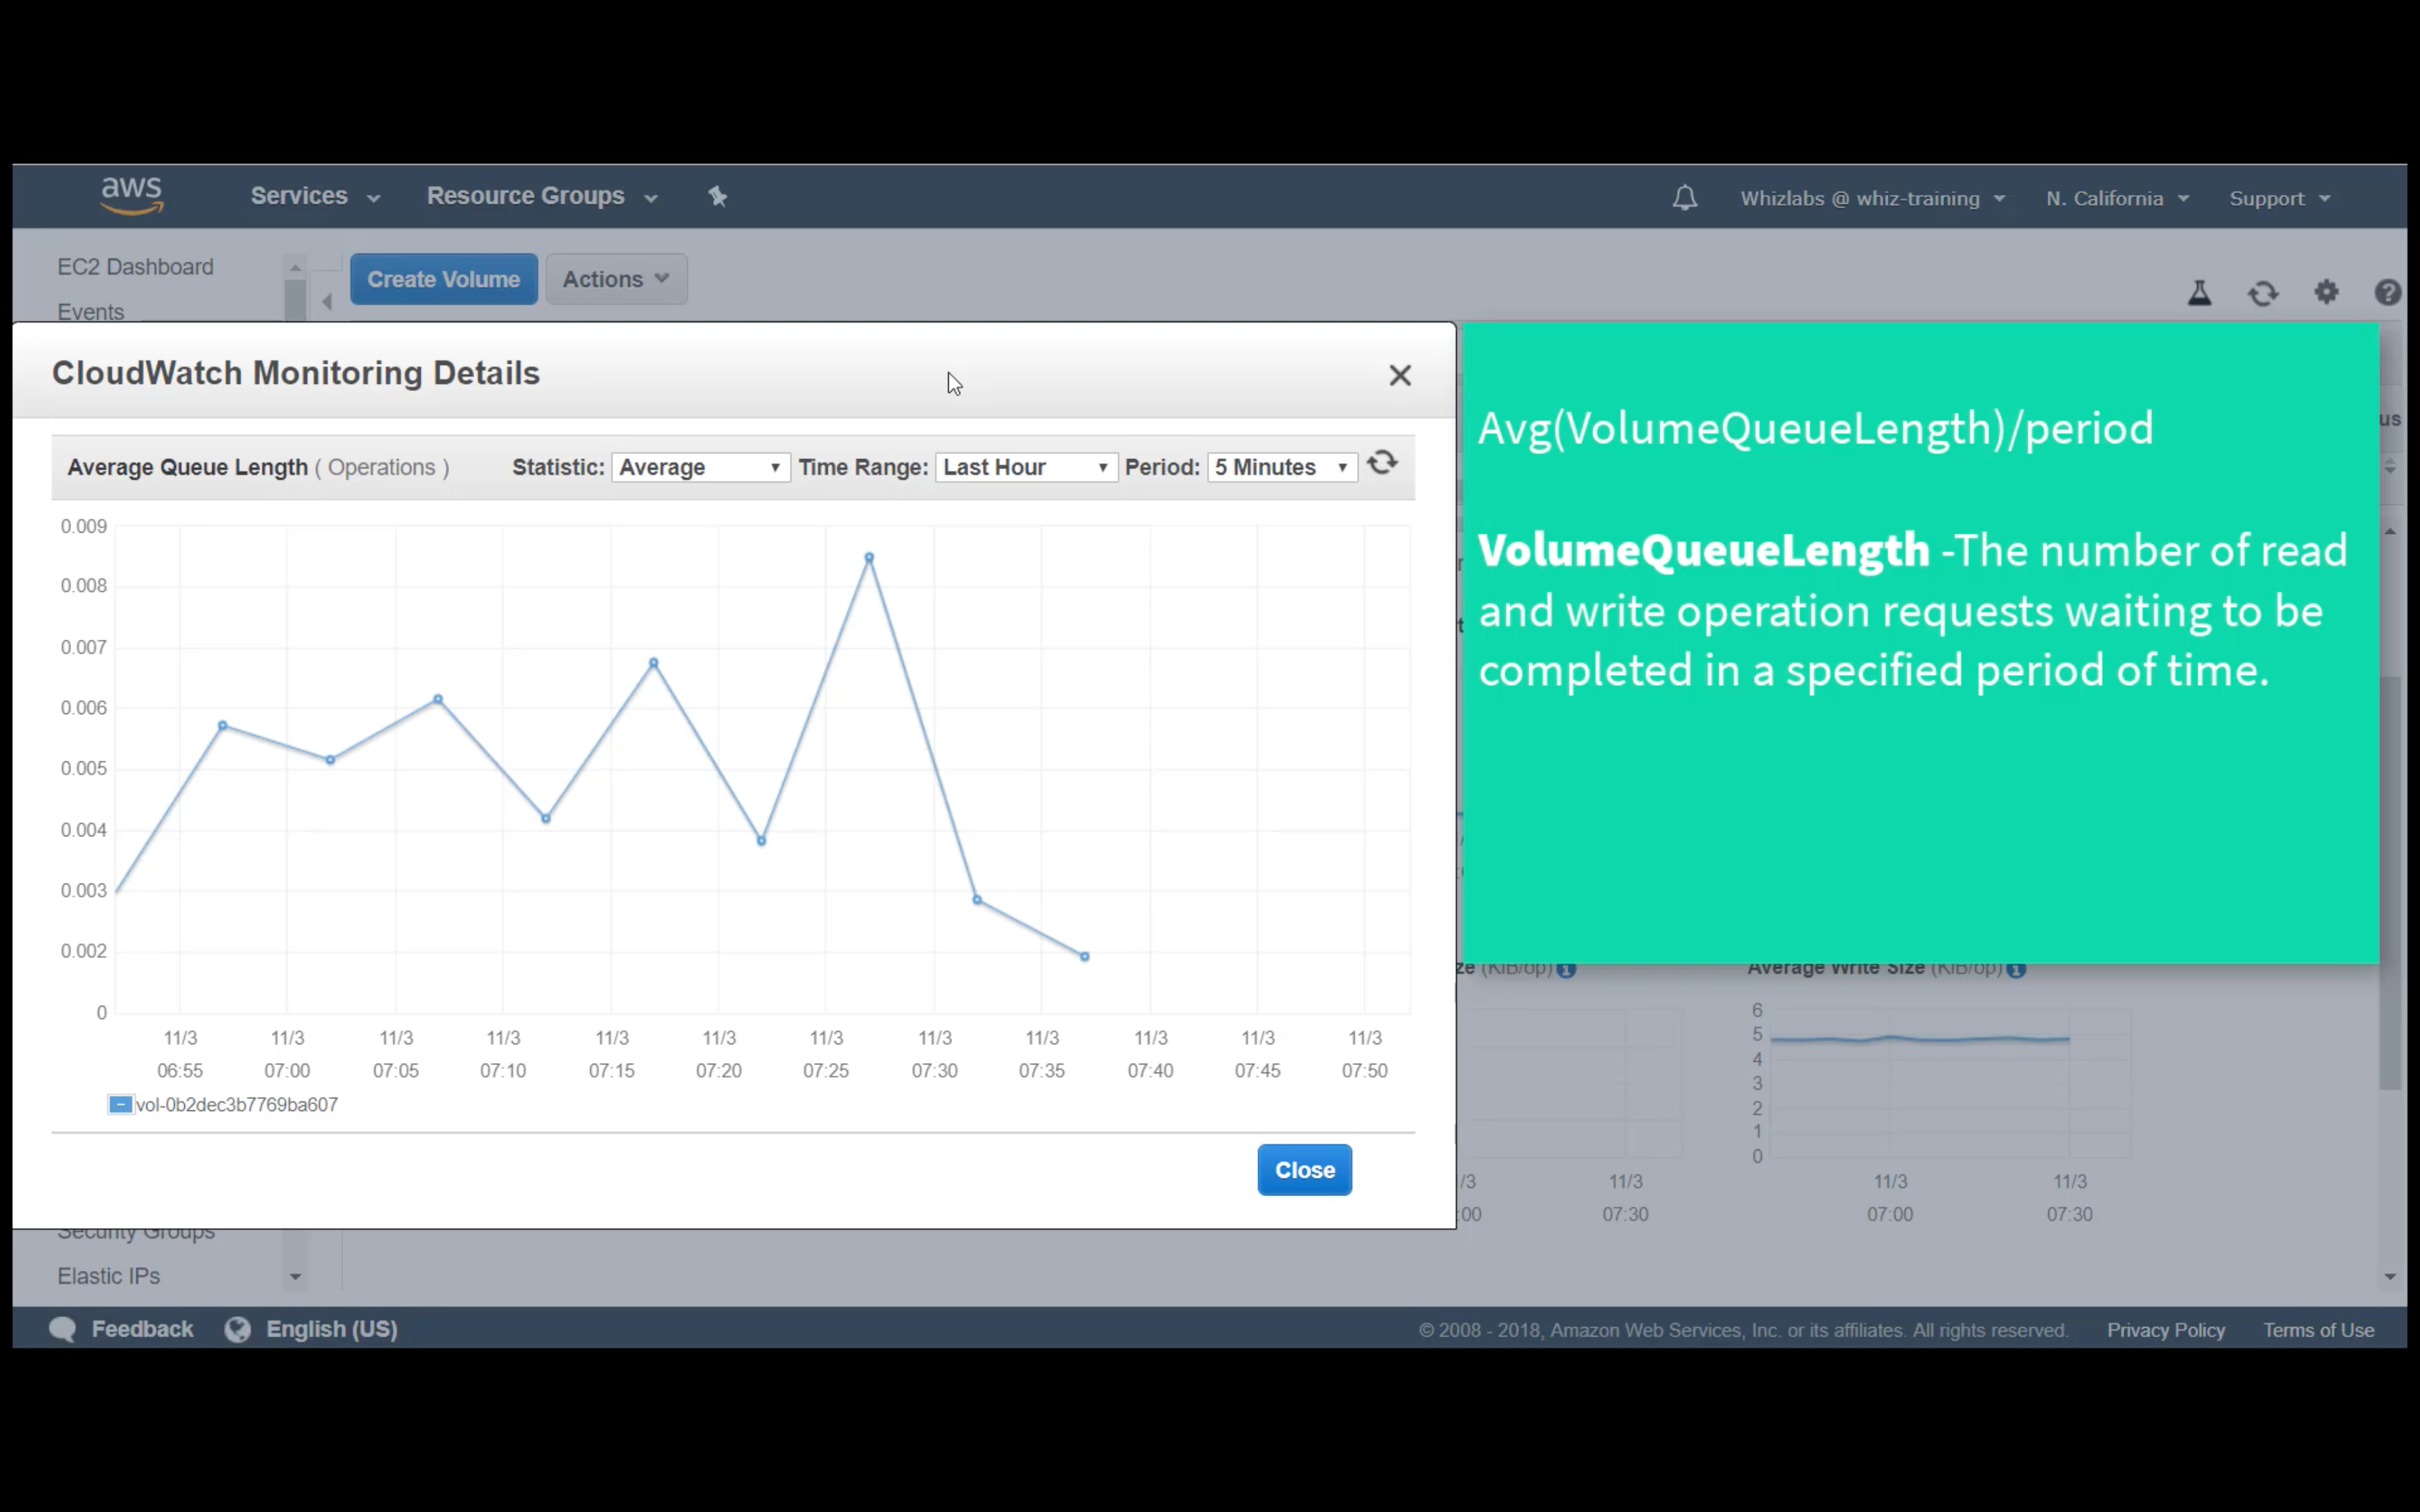 aws Services Resource Groups Whizlabs @ whiz-training N. California Support
EC2 Dashboard
Events
Create Volume Actions
CloudWatch Monitoring Details
Average Queue Length ( Operations ) Statistic: Average Time Range: Last Hour Period: 5 Minutes
0.009
0.008
0.007
0.006
0.005
0.004
0.003
0.002
0
11/3 11/3 11/3 11/3 11/3 11/3 11/3 11/3 11/3 11/3 11/3 11/3
06:55 07:00 07:05 07:10 07:15 07:20 07:25 07:30 07:35 07:40 07:45 07:50
vol-0b2dec3b7769ba607
Close
Avg(VolumeQueueLength)/period
VolumeQueueLength -The number of read
and write operation requests waiting to be
completed in a specified period of time.
us
ze (KiB/op) Average Write Size (KiB/op)
6
5
4
3
2
1
0
/3 11/3 11/3 11/3
:00 07:30 07:00 07:30
Security Groups
Elastic IPs
Feedback English (US) © 2008 - 2018, Amazon Web Services, Inc. or its affiliates. All rights reserved. Privacy Policy Terms of Use